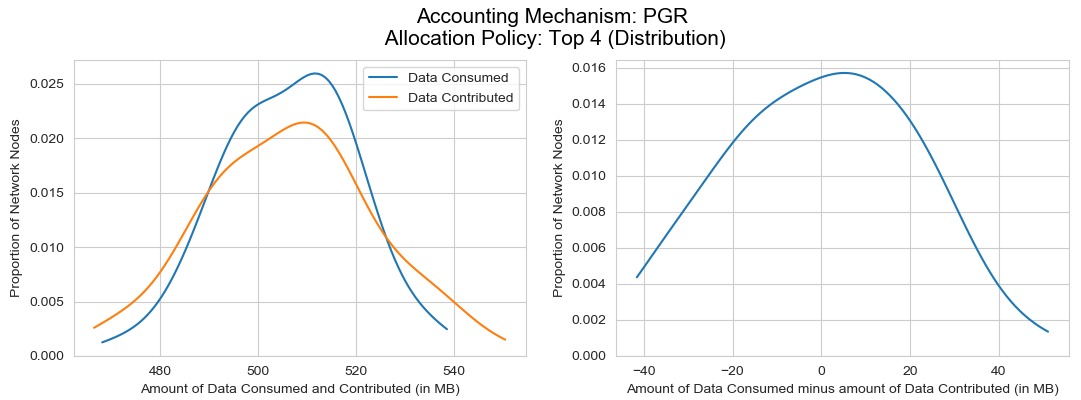 Accounting Mechanism: PGR
Allocation Policy: Top 4 (Distribution)
Proportion of Network Nodes
0.025
0.020
0.015
0.010
0.005
0.000
Data Consumed
Data Contributed
480 500 520 540
Amount of Data Consumed and Contributed (in MB)
Proportion of Network Nodes
0.016
0.014
0.012
0.010
0.008
0.006
0.004
0.002
0.000
−40 −20 0 20 40
Amount of Data Consumed minus amount of Data Contributed (in MB)